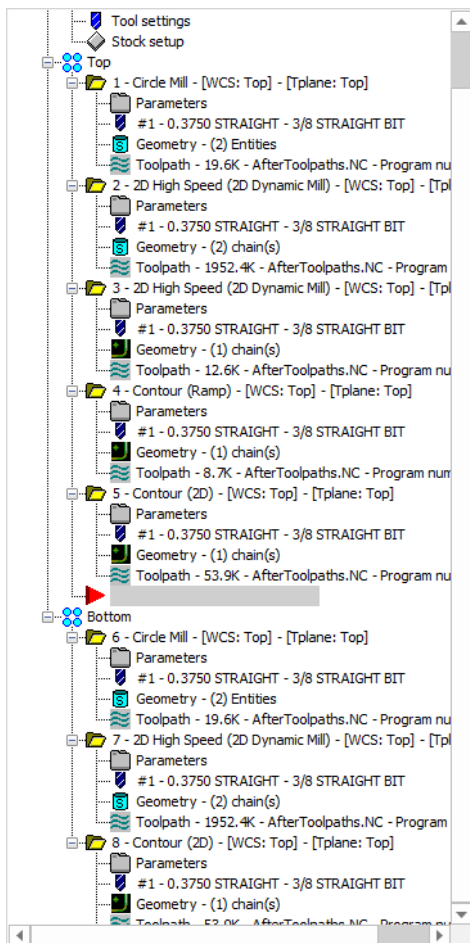 Tool settings
Stock setup
Top
1 - Circle Mill - [WCS: Top] - [Tplane: Top]
Parameters
#1 - 0.3750 STRAIGHT - 3/8 STRAIGHT BIT
Geometry - (2) Entities
Toolpath - 19.6K - AfterToolpaths.NC - Program nu
2 - 2D High Speed (2D Dynamic Mill) - [WCS: Top] - [Tpl
Parameters
#1 - 0.3750 STRAIGHT - 3/8 STRAIGHT BIT
Geometry - (2) chain(s)
Toolpath - 1952.4K - AfterToolpaths.NC - Program
3 - 2D High Speed (2D Dynamic Mill) - [WCS: Top] - [Tpl
Parameters
#1 - 0.3750 STRAIGHT - 3/8 STRAIGHT BIT
Geometry - (1) chain(s)
Toolpath - 12.6K - AfterToolpaths.NC - Program nu
4 - Contour (Ramp) - [WCS: Top] - [Tplane: Top]
Parameters
#1 - 0.3750 STRAIGHT - 3/8 STRAIGHT BIT
Geometry - (1) chain(s)
Toolpath - 8.7K - AfterToolpaths.NC - Program num
5 - Contour (2D) - [WCS: Top] - [Tplane: Top]
Parameters
#1 - 0.3750 STRAIGHT - 3/8 STRAIGHT BIT
Geometry - (1) chain(s)
Toolpath - 53.9K - AfterToolpaths.NC - Program nu
Bottom
6 - Circle Mill - [WCS: Top] - [Tplane: Top]
Parameters
#1 - 0.3750 STRAIGHT - 3/8 STRAIGHT BIT
Geometry - (2) Entities
Toolpath - 19.6K - AfterToolpaths.NC - Program nu
7 - 2D High Speed (2D Dynamic Mill) - [WCS: Top] - [Tpl
Parameters
#1 - 0.3750 STRAIGHT - 3/8 STRAIGHT BIT
Geometry - (2) chain(s)
Toolpath - 1952.4K - AfterToolpaths.NC - Program
8 - Contour (2D) - [WCS: Top] - [Tplane: Top]
Parameters
#1 - 0.3750 STRAIGHT - 3/8 STRAIGHT BIT
Geometry - (1) chain(s)
Toolpath - 53.9K - AfterToolpaths.NC - Program nu